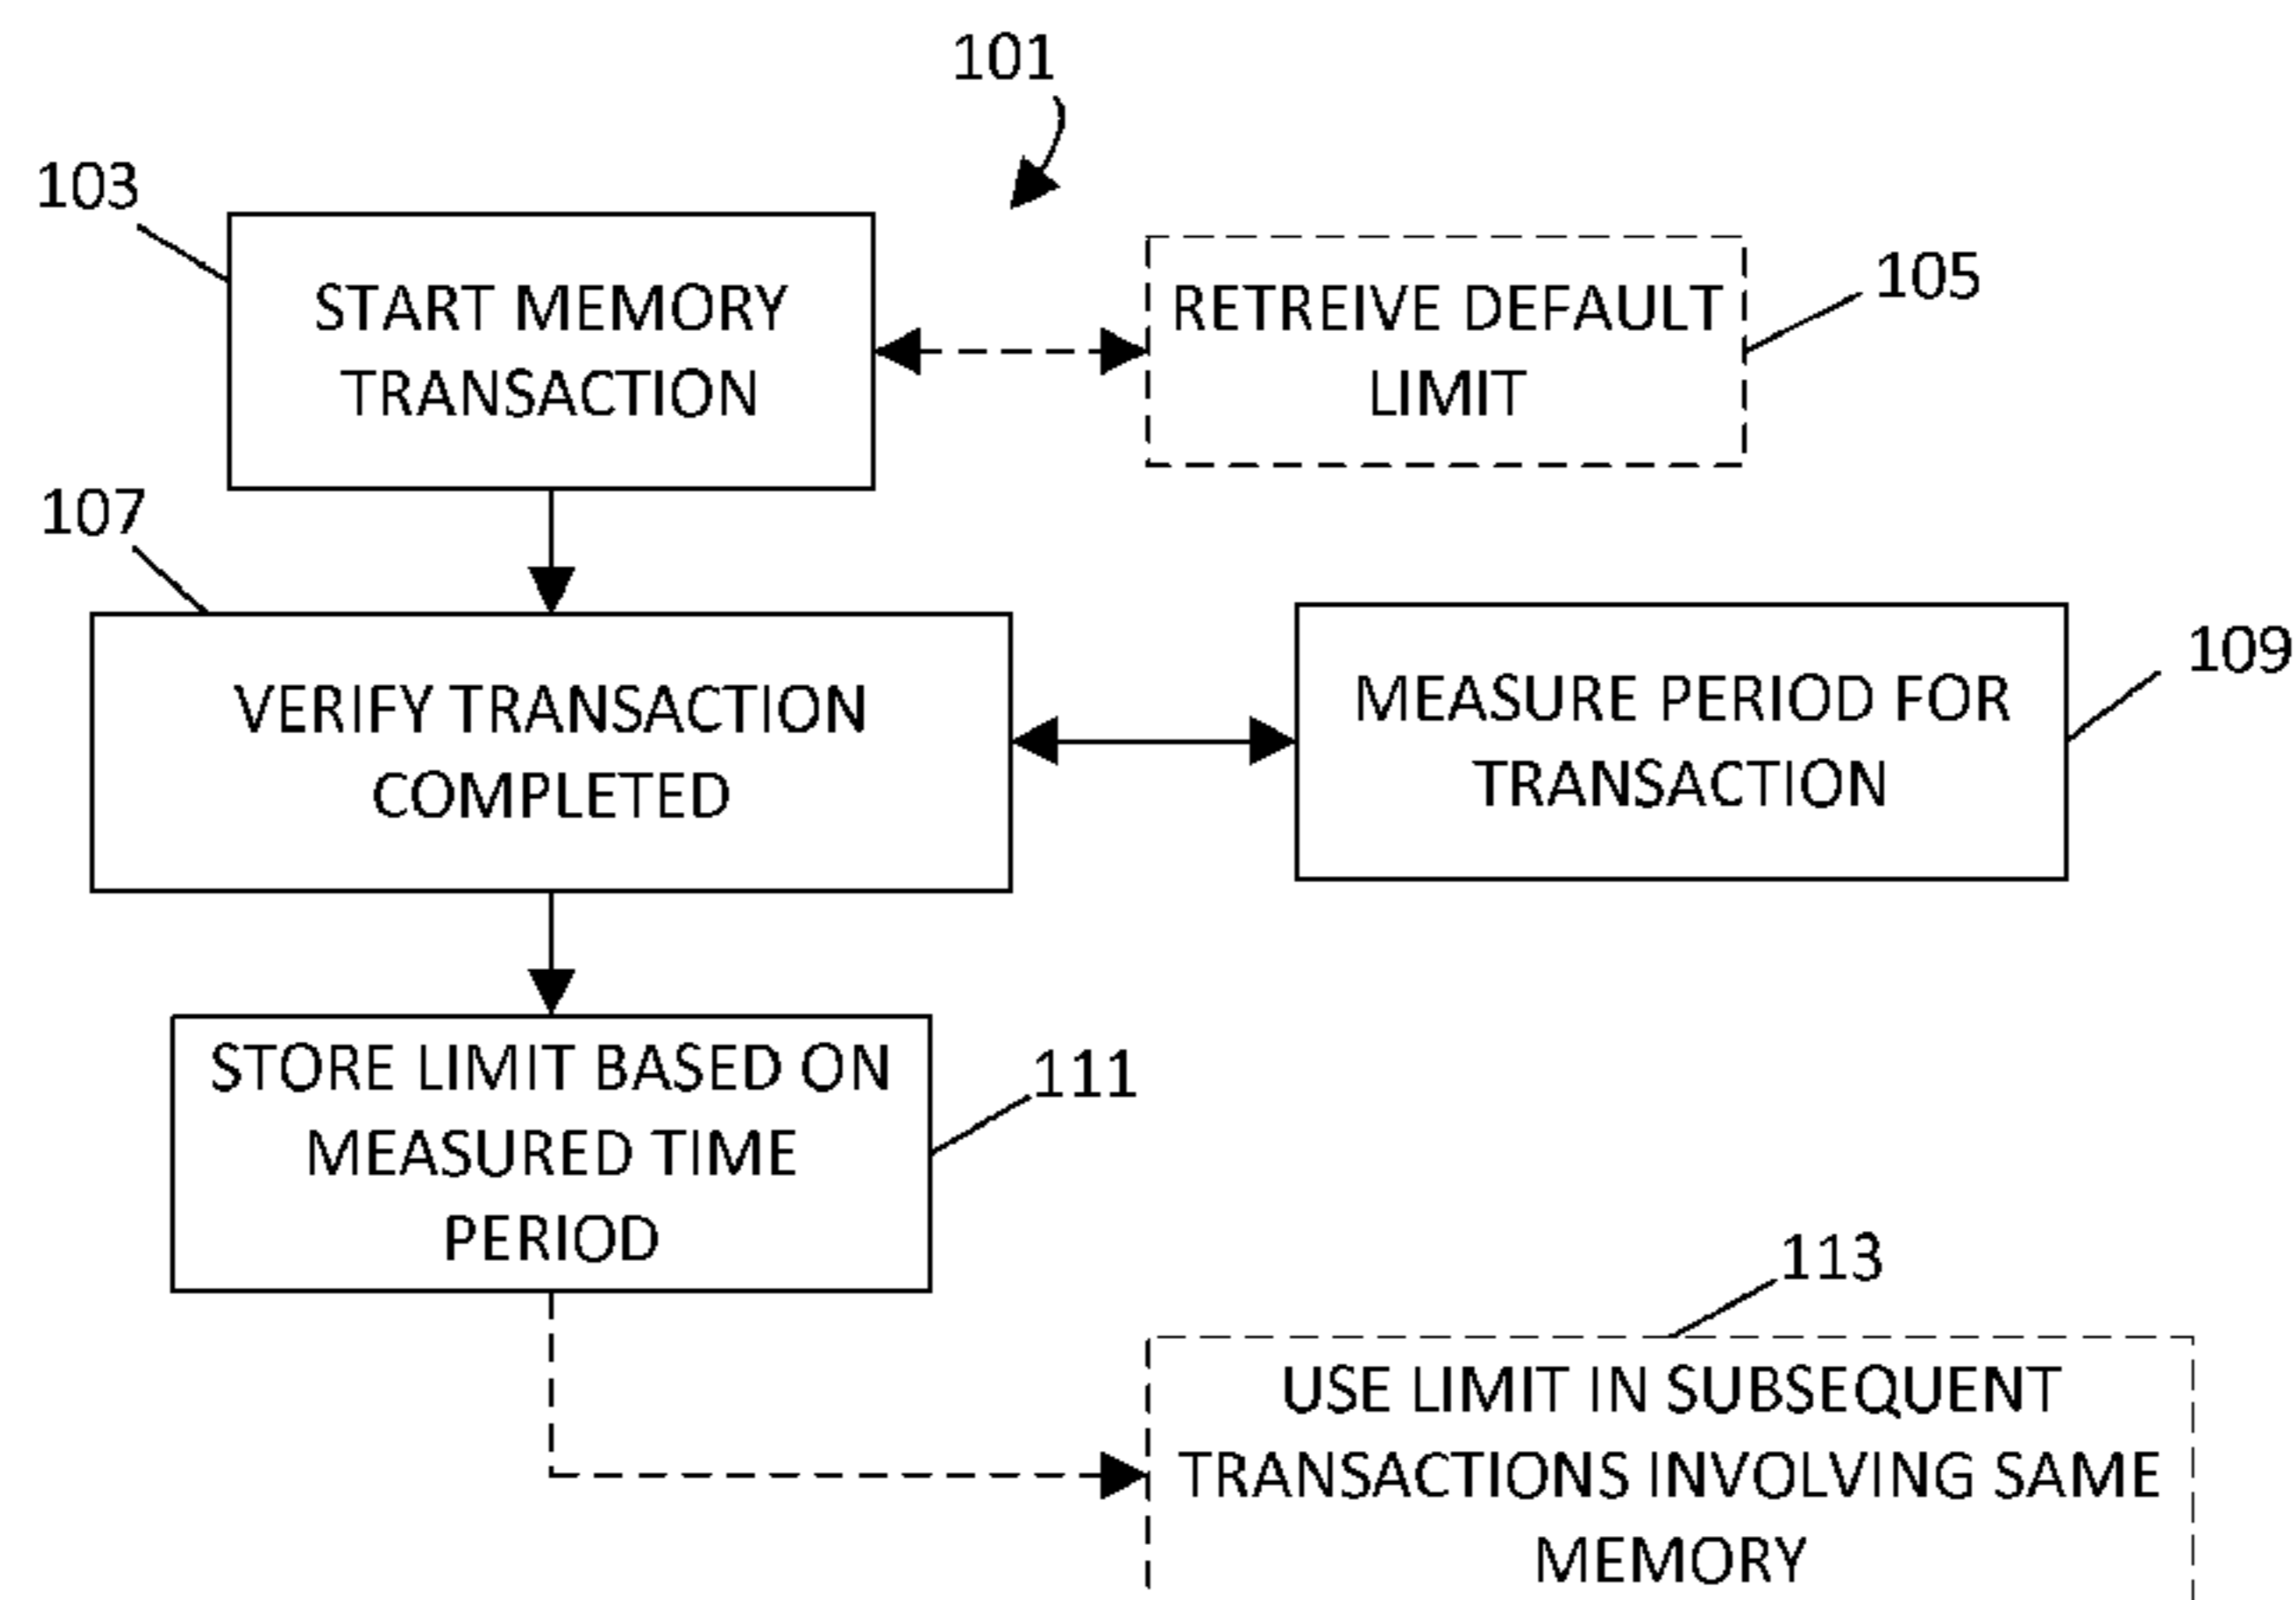 101
103
START MEMORY
TRANSACTION
RETREIVE DEFAULT
LIMIT
105
107
VERIFY TRANSACTION
COMPLETED
MEASURE PERIOD FOR
TRANSACTION
109
STORE LIMIT BASED ON
MEASURED TIME
PERIOD
111
113
USE LIMIT IN SUBSEQUENT
TRANSACTIONS INVOLVING SAME
MEMORY